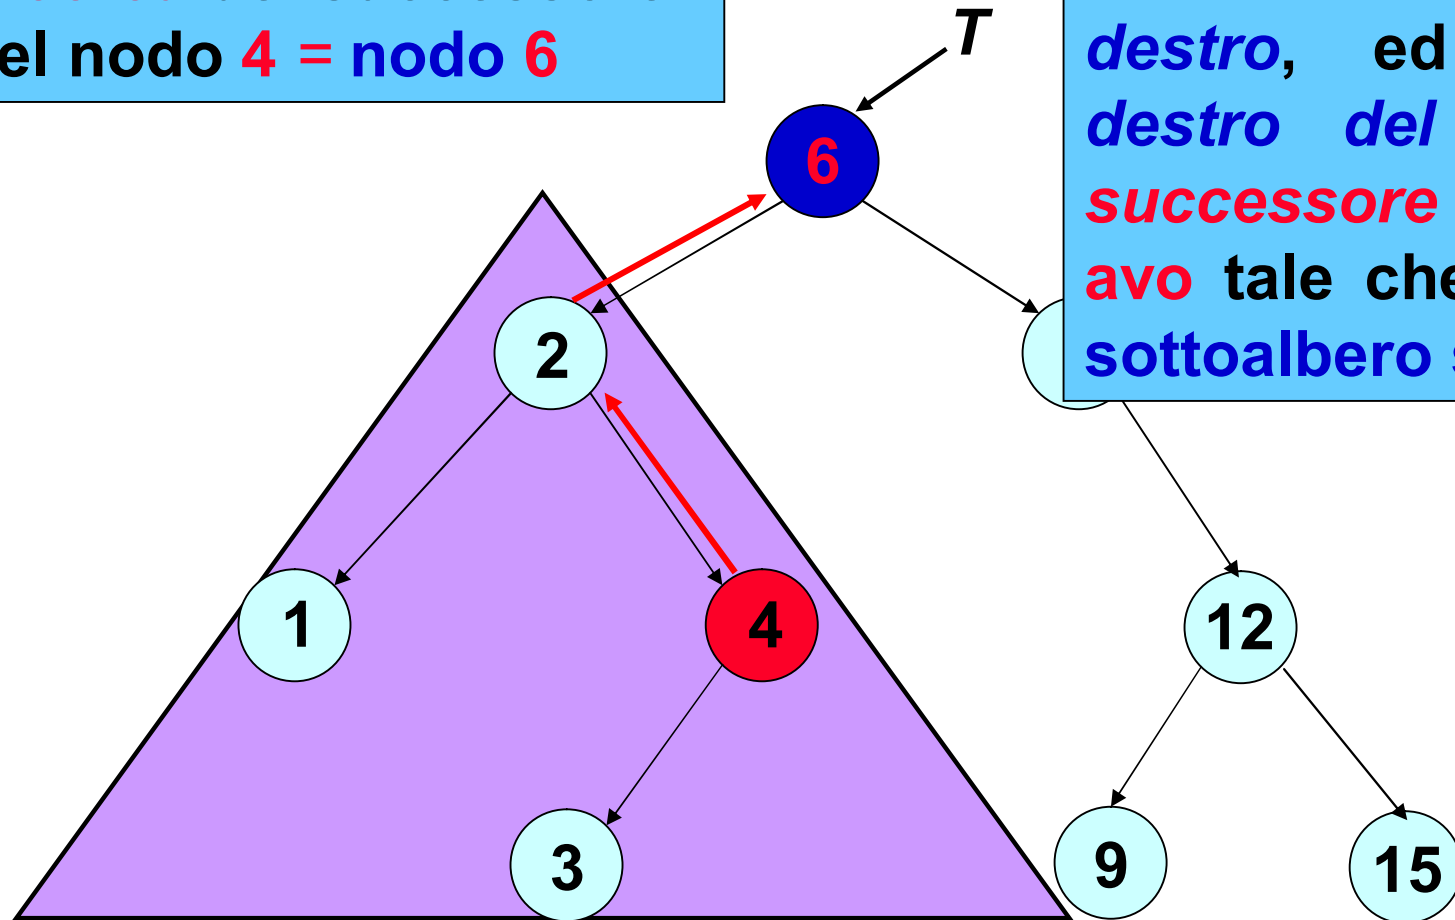 el nodo 4 = nodo 6
T
destro, ed
destro del
successore
avo tale che
sottoalbero
6
2
1
4
12
3
9
15